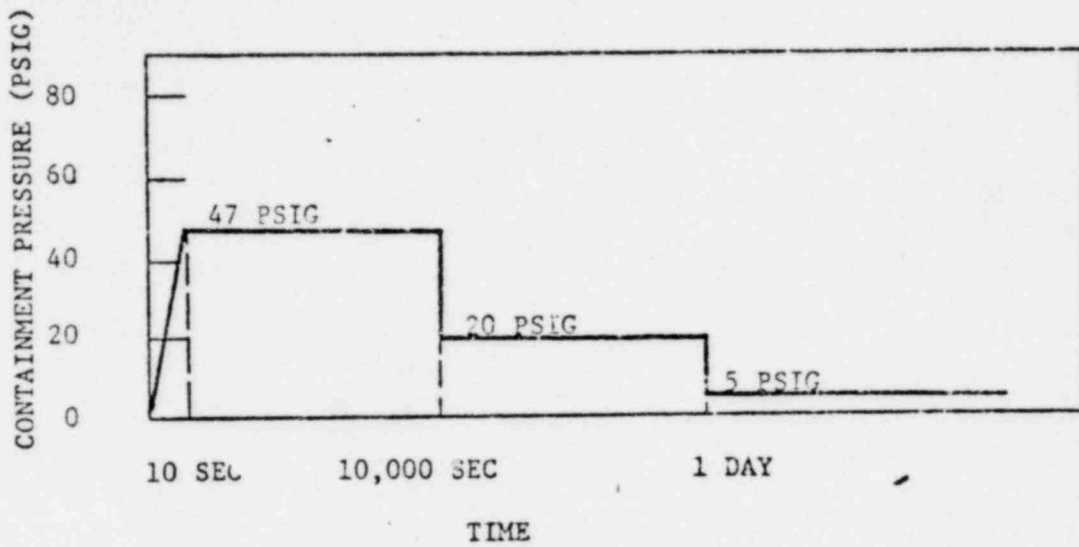 CONTAINMENT PRESSURE (PSIG)
80
60
47 PSIG
40
20 PSIG
20
5 PSIG
0
10 SEC
10,000 SEC
1 DAY
TIME